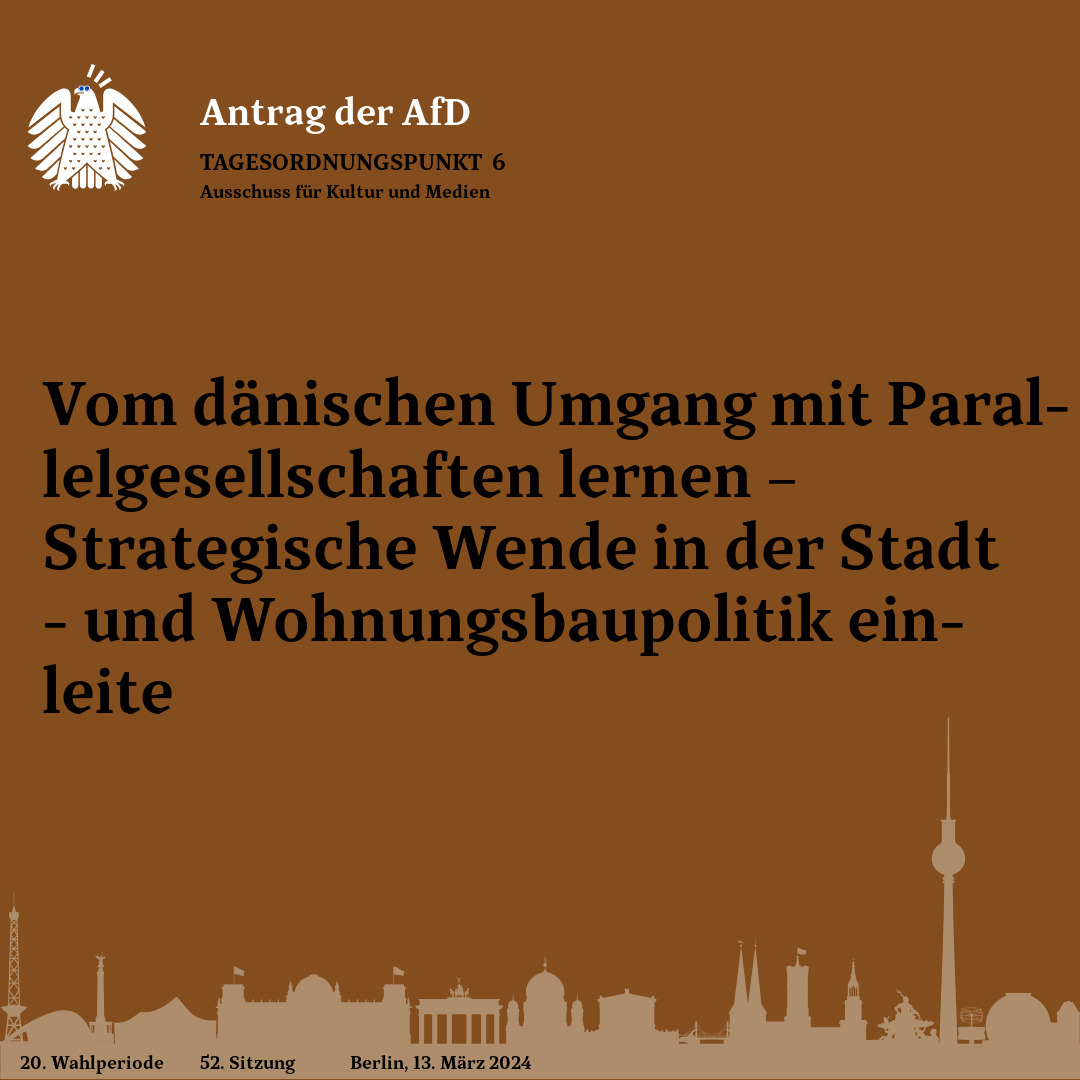 Antrag der AfD
TAGESORDNUNGSPUNKT 6
Ausschuss für Kultur und Medien
Vom dänischen Umgang mit Paral-
lelgesellschaften lernen –
Strategische Wende in der Stadt
- und Wohnungsbaupolitik ein-
leite
20. Wahlperiode 52. Sitzung Berlin, 13. März 2024